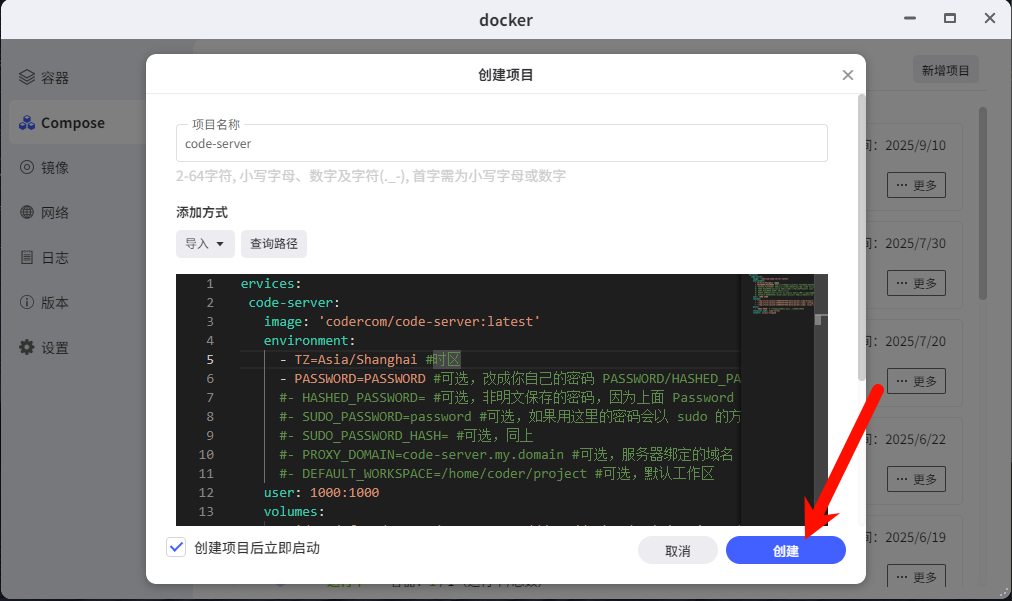 docker
容器
Compose
镜像
网络
日志
版本
设置
新增项目
创建项目
项目名称
code-server
2-64字符, 小写字母、数字及字符(._-), 首字需为小写字母或数字
添加方式
导入
查询路径
1 ervices:
2 code-server:
3 image: 'codercom/code-server:latest'
4 environment:
5 - TZ=Asia/Shanghai #时区
6 - PASSWORD=PASSWORD #可选，改成你自己的密码 PASSWORD/HASHED_PA
7 #- HASHED_PASSWORD= #可选，非明文保存的密码，因为上面 Password
8 #- SUDO_PASSWORD=password #可选，如果用这里的密码会以 sudo 的方
9 #- SUDO_PASSWORD_HASH= #可选，同上
10 #- PROXY_DOMAIN=code-server.my.domain #可选，服务器绑定的域名
11 #- DEFAULT_WORKSPACE=/home/coder/project #可选，默认工作区
12 user: 1000:1000
13 volumes:
创建项目后立即启动
取消
创建
间：2025/9/10
··· 更多
间：2025/7/30
··· 更多
间：2025/7/20
··· 更多
间：2025/6/22
··· 更多
间：2025/6/19
··· 更多